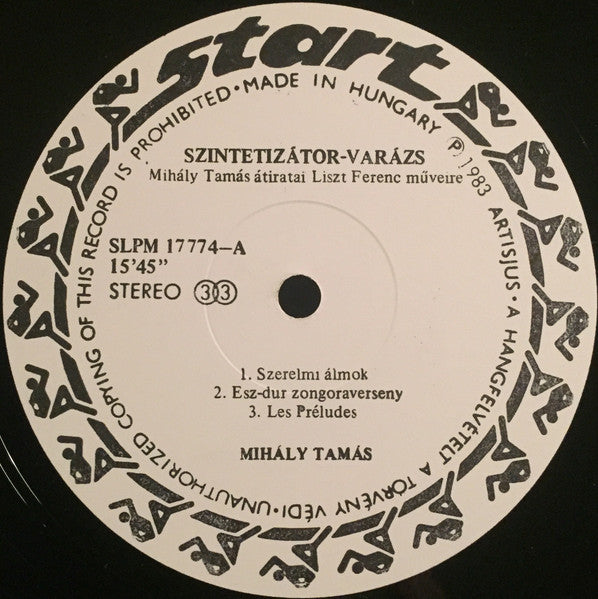 start
UNAUTHORIZED COPYING OF THIS RECORD IS PROHIBITED • MADE IN HUNGARY Ⓟ 1983 ARTISJUS • A HANGFELVÉTELT A TÖRVÉNY VÉDI •
SZINTETIZÁTOR-VARÁZS
Mihály Tamás átiratai Liszt Ferenc műveire
SLPM 17774–A
15'45"
STEREO 33
1. Szerelmi álmok
2. Esz-dur zongoraverseny
3. Les Préludes
MIHÁLY TAMÁS